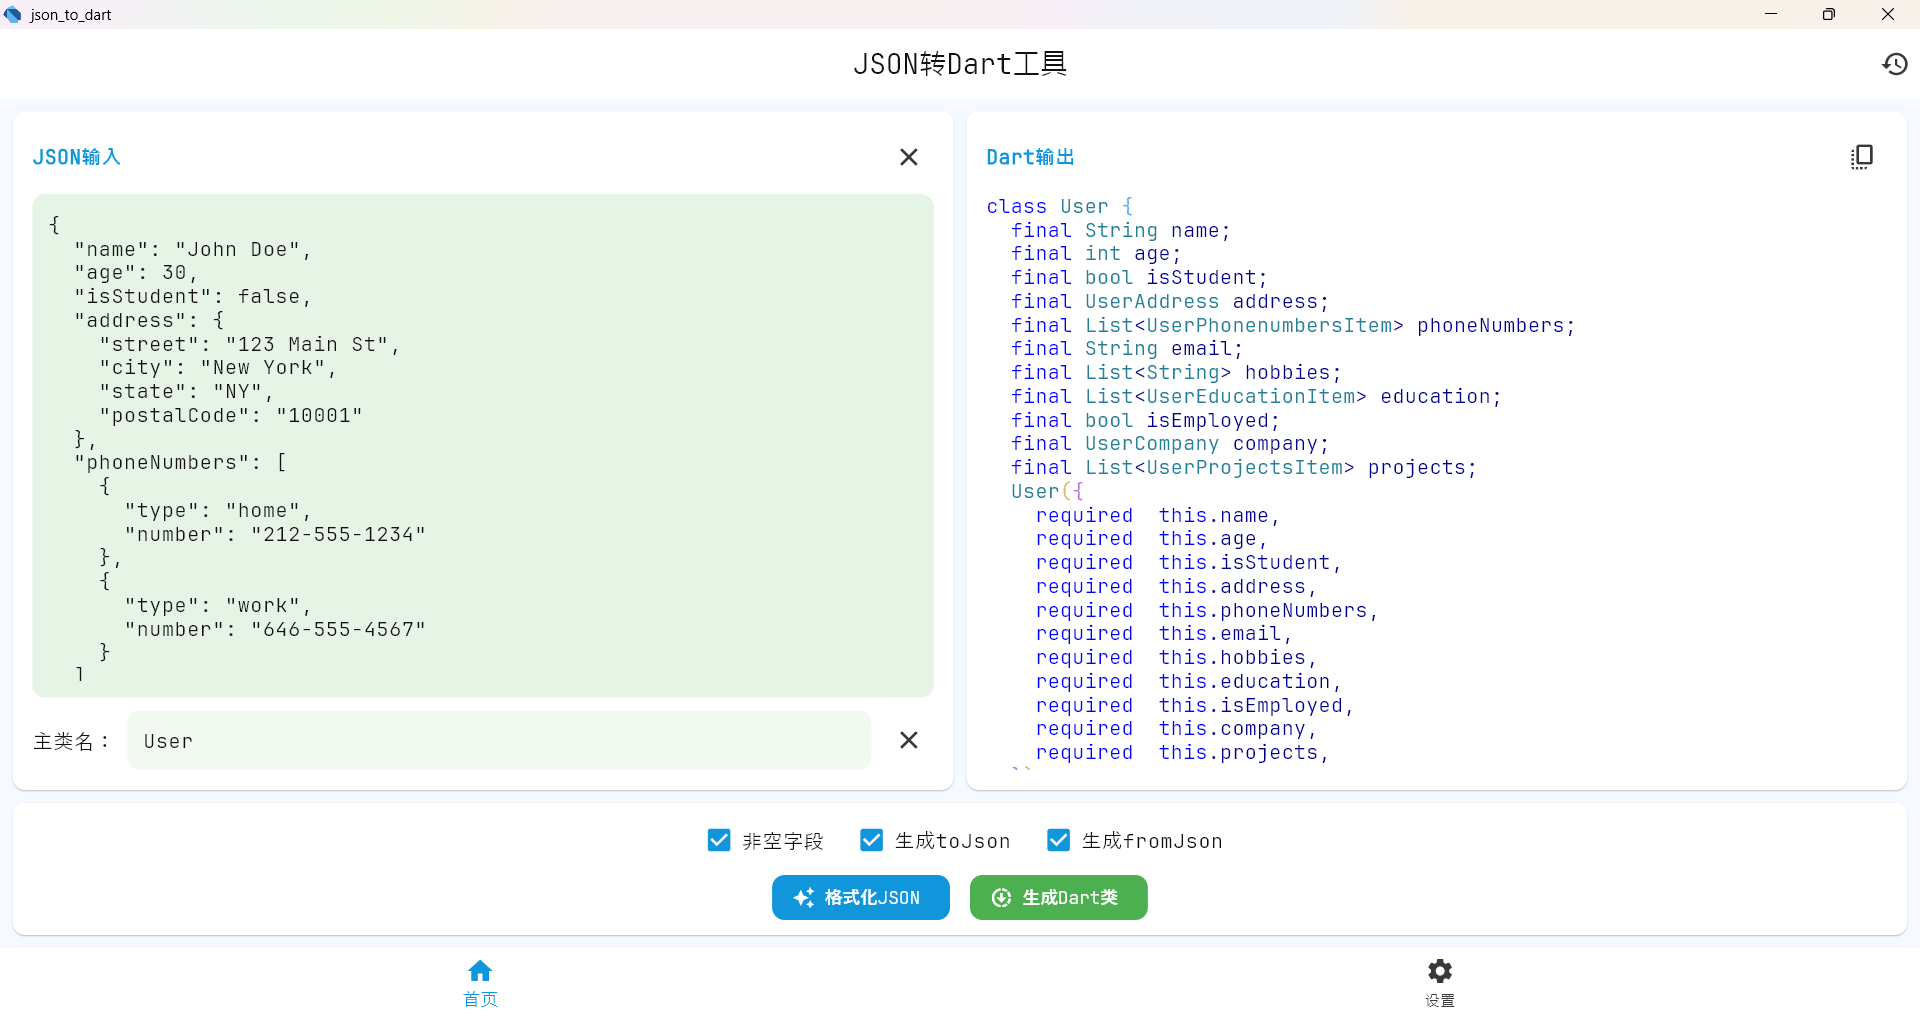 json_to_dart
JSON转Dart工具
JSON输入
{
  "name": "John Doe",
  "age": 30,
  "isStudent": false,
  "address": {
    "street": "123 Main St",
    "city": "New York",
    "state": "NY",
    "postalCode": "10001"
  },
  "phoneNumbers": [
    {
      "type": "home",
      "number": "212-555-1234"
    },
    {
      "type": "work",
      "number": "646-555-4567"
    }
  ]
主类名：
User
Dart输出
class User {
  final String name;
  final int age;
  final bool isStudent;
  final UserAddress address;
  final List<UserPhonenumbersItem> phoneNumbers;
  final String email;
  final List<String> hobbies;
  final List<UserEducationItem> education;
  final bool isEmployed;
  final UserCompany company;
  final List<UserProjectsItem> projects;
  User({
    required  this.name,
    required  this.age,
    required  this.isStudent,
    required  this.address,
    required  this.phoneNumbers,
    required  this.email,
    required  this.hobbies,
    required  this.education,
    required  this.isEmployed,
    required  this.company,
    required  this.projects,
非空字段
生成toJson
生成fromJson
格式化JSON
生成Dart类
首页
设置